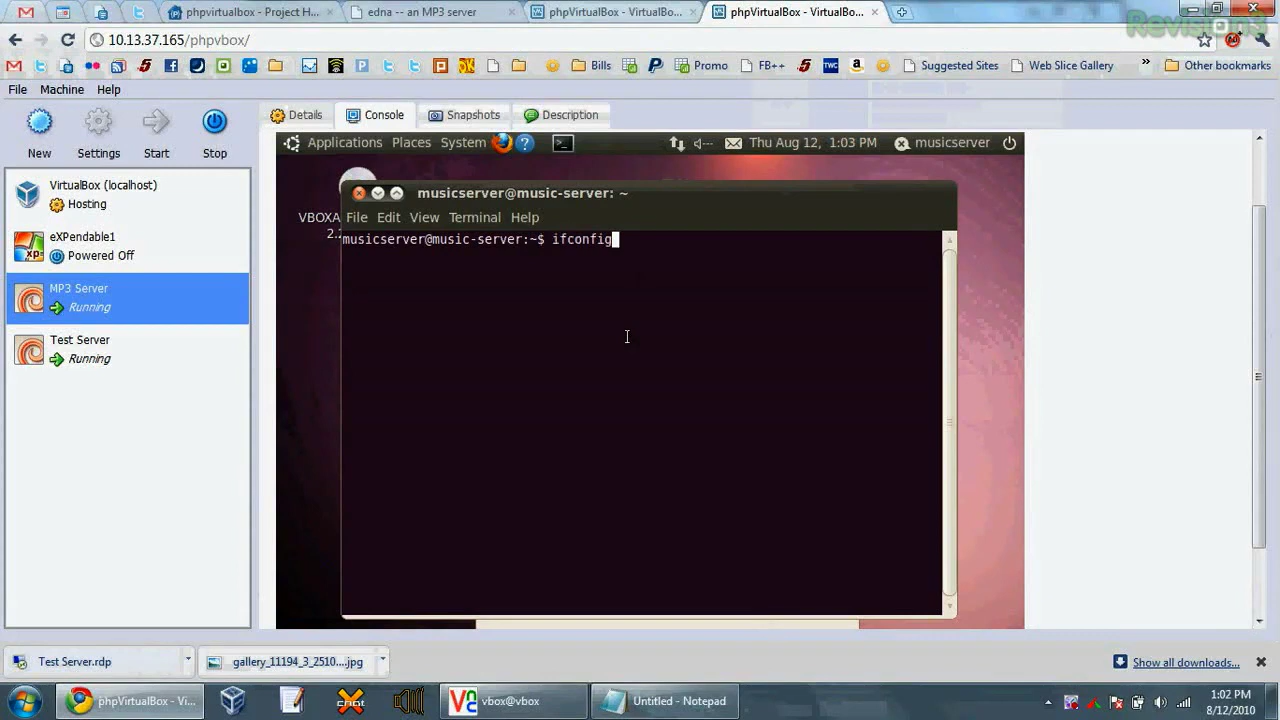 phpvirtualbox - Project H...
edna -- an MP3 server
phpVirtualBox - VirtualBo...
phpVirtualBox - VirtualBo...
Revision3
10.13.37.165/phpvbox/
Bills
Promo
FB++
TWC
Suggested Sites
Web Slice Gallery
Other bookmarks
File Machine Help
New
Settings
Start
Stop
Details
Console
Snapshots
Description
VirtualBox (localhost)
Hosting
eXPendable1
Powered Off
MP3 Server
Running
Test Server
Running
Applications Places System
Thu Aug 12, 1:03 PM
musicserver
VBOXA
2.
musicserver@music-server: ~
File Edit View Terminal Help
musicserver@music-server:~$ ifconfig
Test Server.rdp
gallery_11194_3_2510....jpg
Show all downloads...
phpVirtualBox - Vi...
vbox@vbox
Untitled - Notepad
1:02 PM
8/12/2010